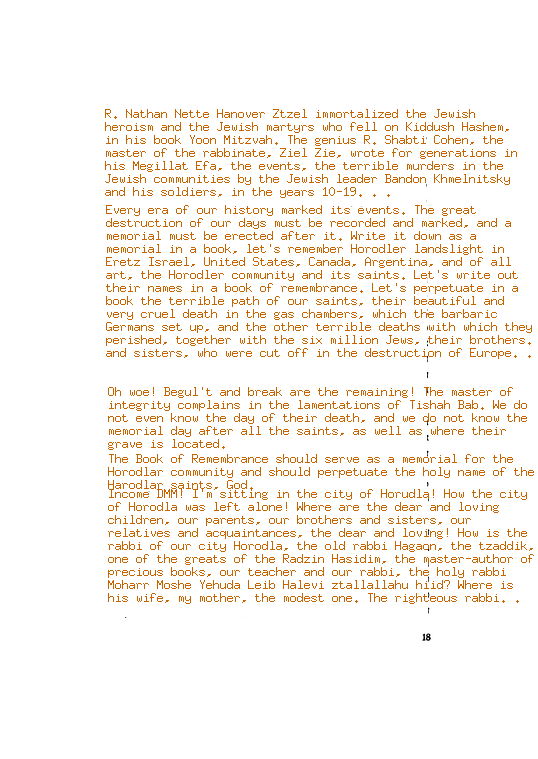 R. Nathan Nette Hanover Ztzel immortalized the Jewish
heroism and the Jewish martyrs who fell on Kiddush Hashem,
in his book Yoon Mitzvah. The genius R. Shabti Cohen, the
master of the rabbinate, Ziel Zie, wrote for generations in
his Megillat Efa, the events, the terrible murders in the
Jewish communities by the Jewish leader Bandon Khmelnitsky
and his soldiers, in the years 10-19. . .
Every era of our history marked its events. The great
destruction of our days must be recorded and marked, and a
memorial must be erected after it. Write it down as a
memorial in a book, let's remember Horodler landslight in
Eretz Israel, United States, Canada, Argentina, and of all
art, the Horodler community and its saints. Let's write out
their names in a book of remembrance. Let's perpetuate in a
book the terrible path of our saints, their beautiful and
very cruel death in the gas chambers, which the barbaric
Germans set up, and the other terrible deaths with which they
perished, together with the six million Jews, their brothers.
and sisters, who were cut off in the destruction of Europe. .
Oh woe! Begul't and break are the remaining! The master of
integrity complains in the lamentations of Tishah Bab. We do
not even know the day of their death, and we do not know the
memorial day after all the saints, as well as where their
grave is located.
The Book of Remembrance should serve as a memorial for the
Horodlar community and should perpetuate the holy name of the
Harodlar saints, God.
Income DMM! I'm sitting in the city of Horudla! How the city
of Horodla was left alone! Where are the dear and loving
children, our parents, our brothers and sisters, our
relatives and acquaintances, the dear and loving! How is the
rabbi of our city Horodla, the old rabbi Hagaon, the tzaddik,
one of the greats of the Radzin Hasidim, the master-author of
precious books, our teacher and our rabbi, the holy rabbi
Moharr Moshe Yehuda Leib Halevi ztallallahu hi'id? Where is
his wife, my mother, the modest one. The righteous rabbi. .
18